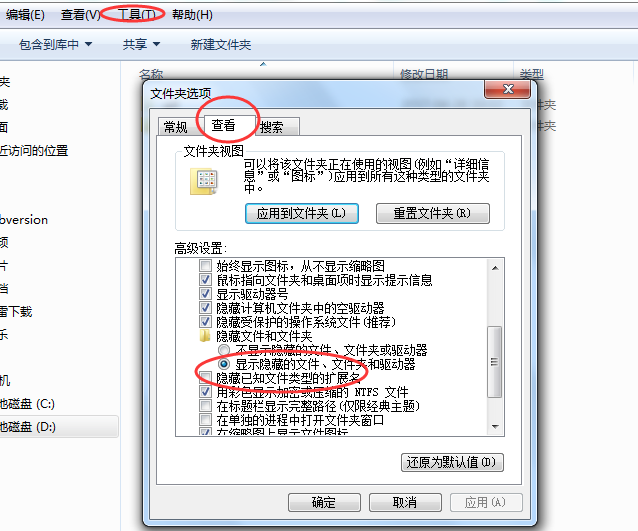 编辑(E) 查看(V) 工具(T) 帮助(H)
包含到库中 共享 新建文件夹
名称 修改日期 类型
夹
载
面
近访问的位置
bversion
频
片
档
雷下载
乐
机
地磁盘 (C:)
地磁盘 (D:)
件夹
件夹
文件夹选项
常规 查看 搜索
文件夹视图
可以将该文件夹正在使用的视图(例如“详细信
息”或“图标”)应用到所有这种类型的文件夹
中。
应用到文件夹(L) 重置文件夹(R)
高级设置:
始终显示图标，从不显示缩略图
鼠标指向文件夹和桌面项时显示提示信息
显示驱动器号
隐藏计算机文件夹中的空驱动器
隐藏受保护的操作系统文件(推荐)
隐藏文件和文件夹
不显示隐藏的文件、文件夹或驱动器
显示隐藏的文件、文件夹和驱动器
隐藏已知文件类型的扩展名
用彩色显示加密或压缩的 NTFS 文件
在标题栏显示完整路径(仅限经典主题)
在单独的进程中打开文件夹窗口
在缩略图上显示文件图标
还原为默认值(D)
确定 取消 应用(A)